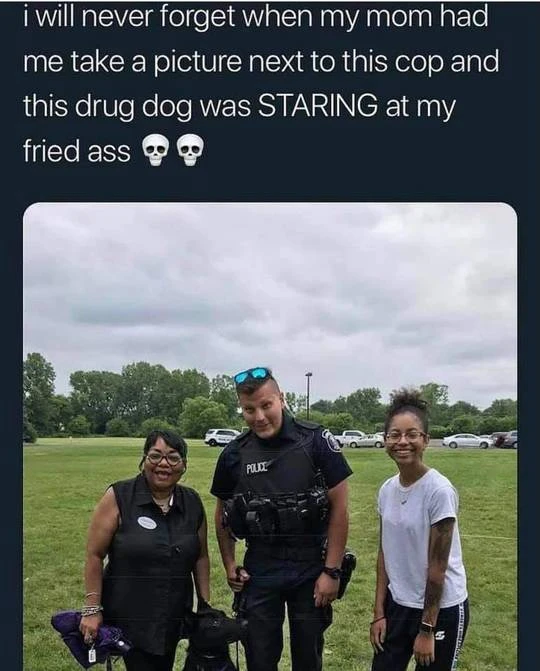 i will never forget when my mom had
me take a picture next to this cop and
this drug dog was STARING at my
fried ass 💀💀
POLICE